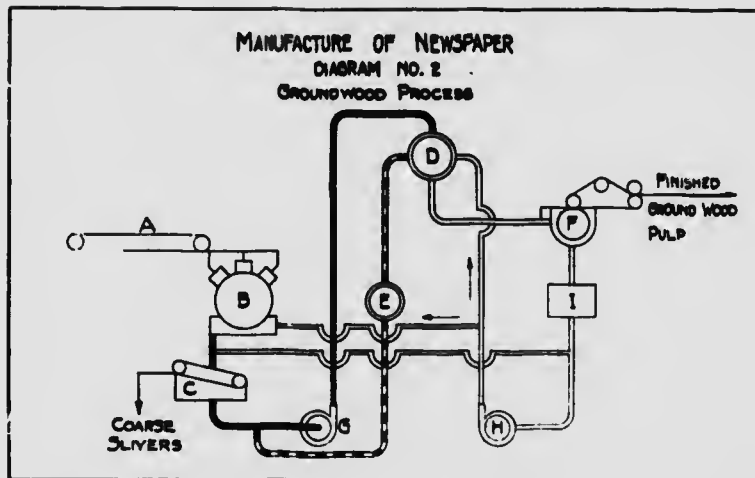 MANUFACTURE OF NEWSPAPER
DIAGRAM NO. 2
GROUNDWOOD PROCESS
D
A
FINISHED
GROUND WOOD
PULP
F
B
E
I
C
G
H
COARSE
SLIVERS